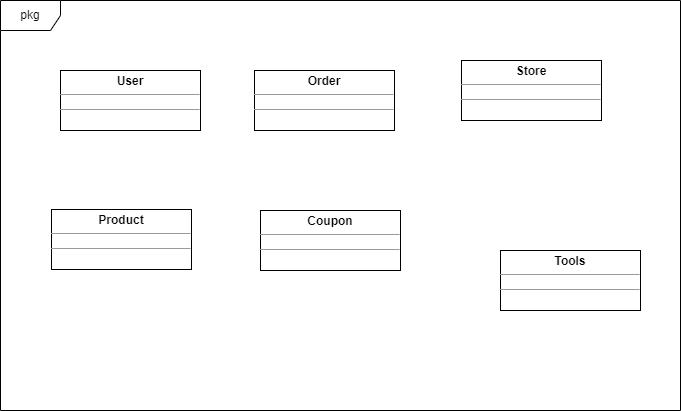 pkg
User
Order
Store
Product
Coupon
Tools